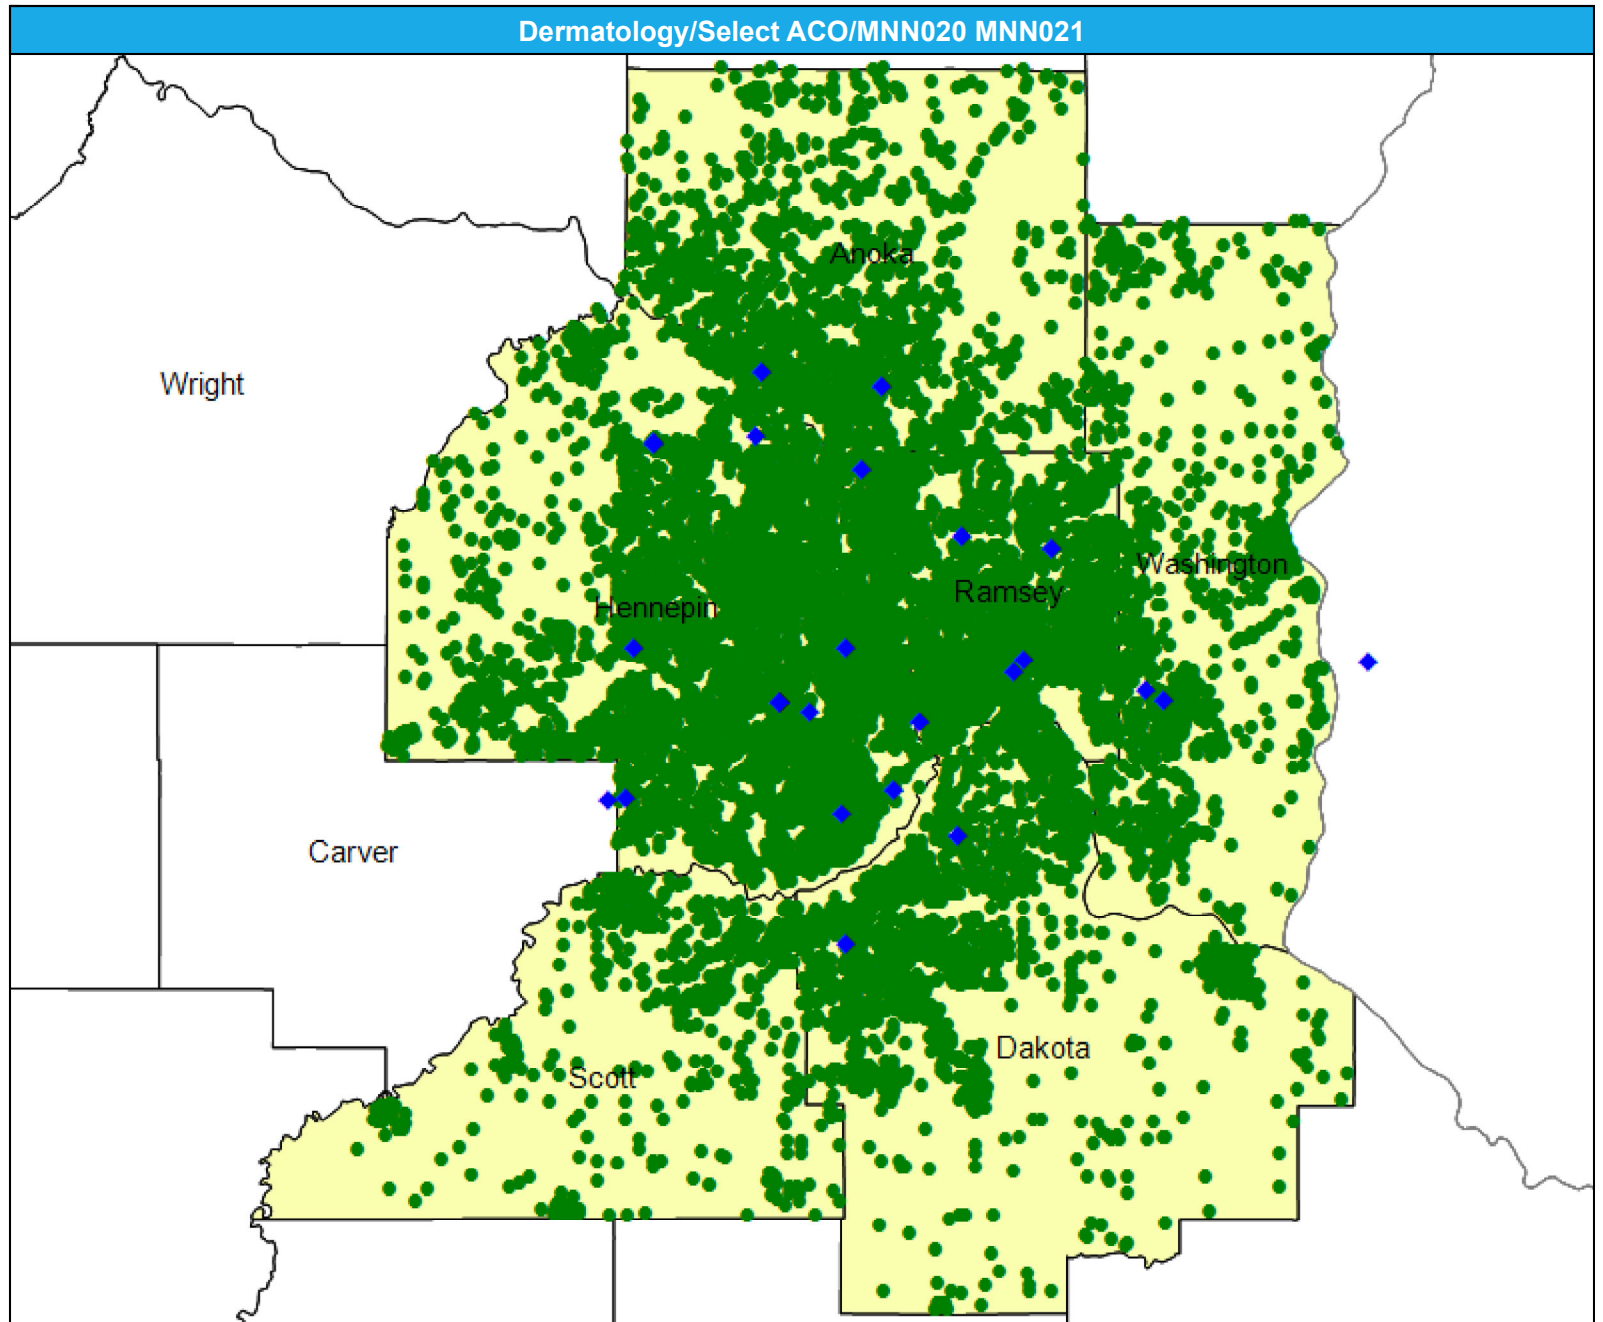 Dermatology/Select ACO/MNN020 MNN021
Anoka
Wright
Washington
Ramsey
Hennepin
Carver
Dakota
Scott